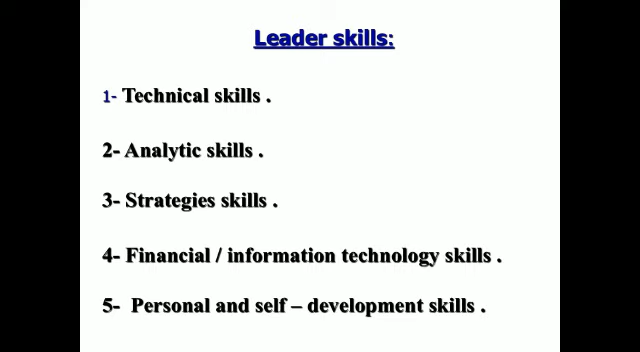 Leader skills:
1- Technical skills .
2- Analytic skills .
3- Strategies skills .
4- Financial / information technology skills .
5- Personal and self – development skills .